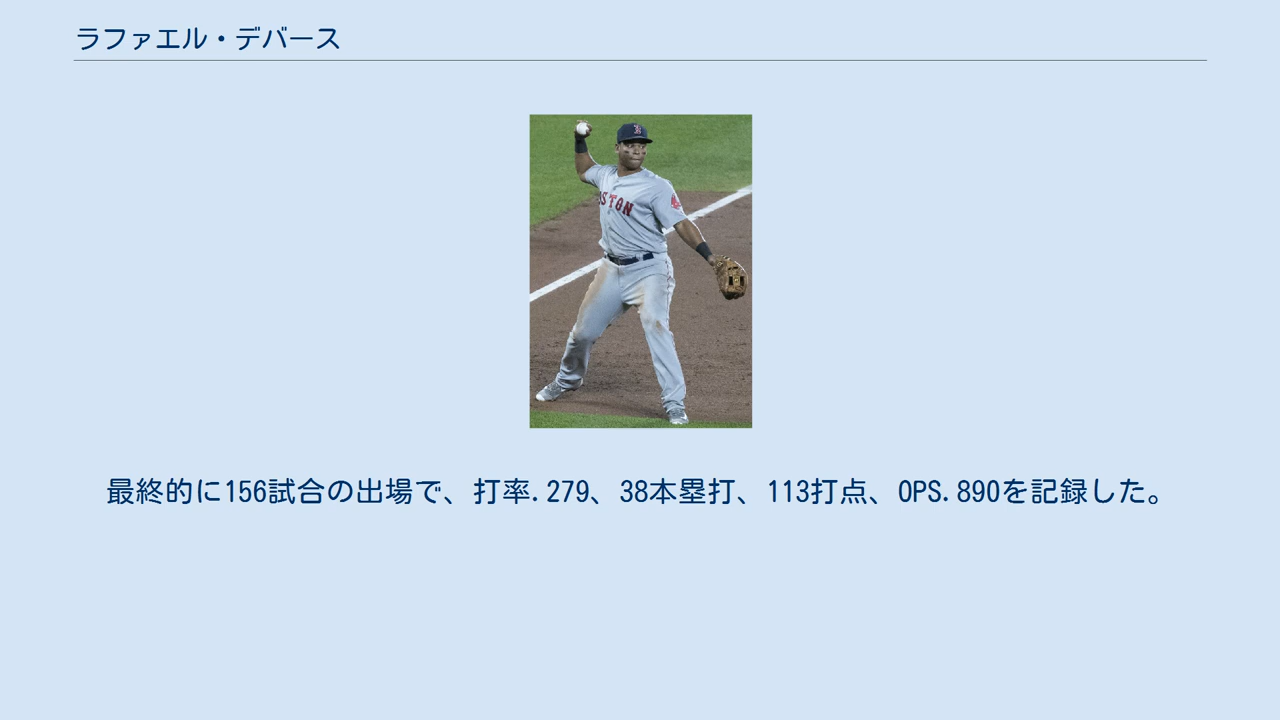 ラファエル・デバース
STON
最終的に156試合の出場で、打率.279、38本塁打、113打点、OPS.890を記録した。